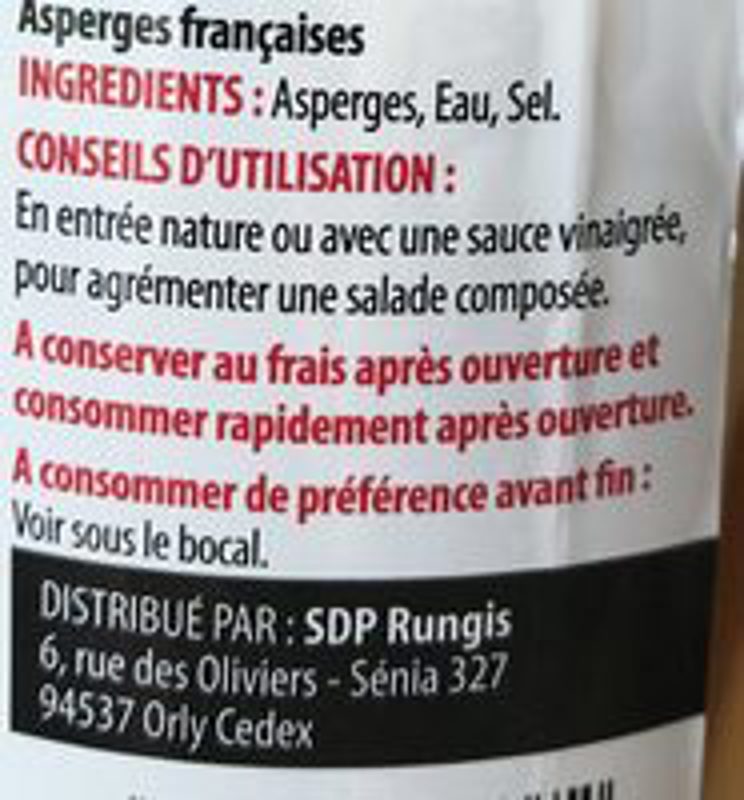 Asperges françaises
INGREDIENTS : Asperges, Eau, Sel.
CONSEILS D'UTILISATION :
En entrée nature ou avec une sauce vinaigrée,
pour agrémenter une salade composée.
A conserver au frais après ouverture et
consommer rapidement après ouverture.
A consommer de préférence avant fin :
Voir sous le bocal.
DISTRIBUÉ PAR : SDP Rungis
6, rue des Oliviers - Sénia 327
94537 Orly Cedex